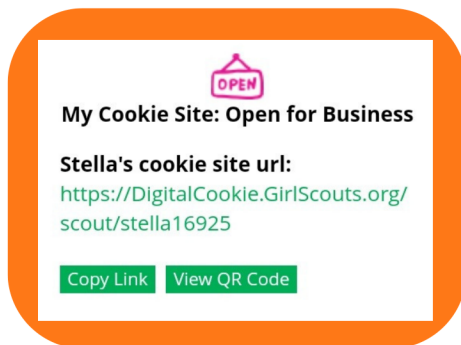 OPEN
My Cookie Site: Open for Business
Stella's cookie site url:
https://DigitalCookie.GirlScouts.org/
scout/stella16925
Copy Link View QR Code